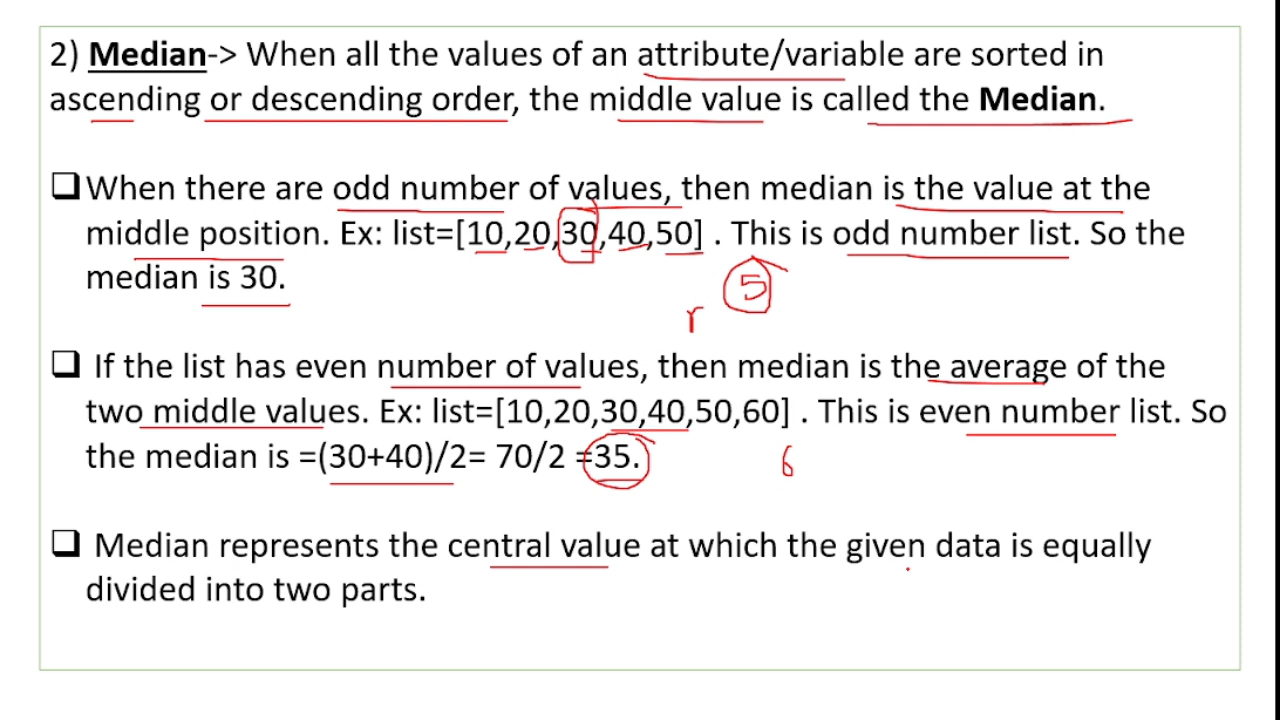 2) Median-> When all the values of an attribute/variable are sorted in
ascending or descending order, the middle value is called the Median.
❑When there are odd number of values, then median is the value at the
middle position. Ex: list=[10,20,30,40,50] . This is odd number list. So the
median is 30.
5
r
❑ If the list has even number of values, then median is the average of the
two middle values. Ex: list=[10,20,30,40,50,60] . This is even number list. So
the median is =(30+40)/2= 70/2 =35.
6
❑ Median represents the central value at which the given data is equally
divided into two parts.